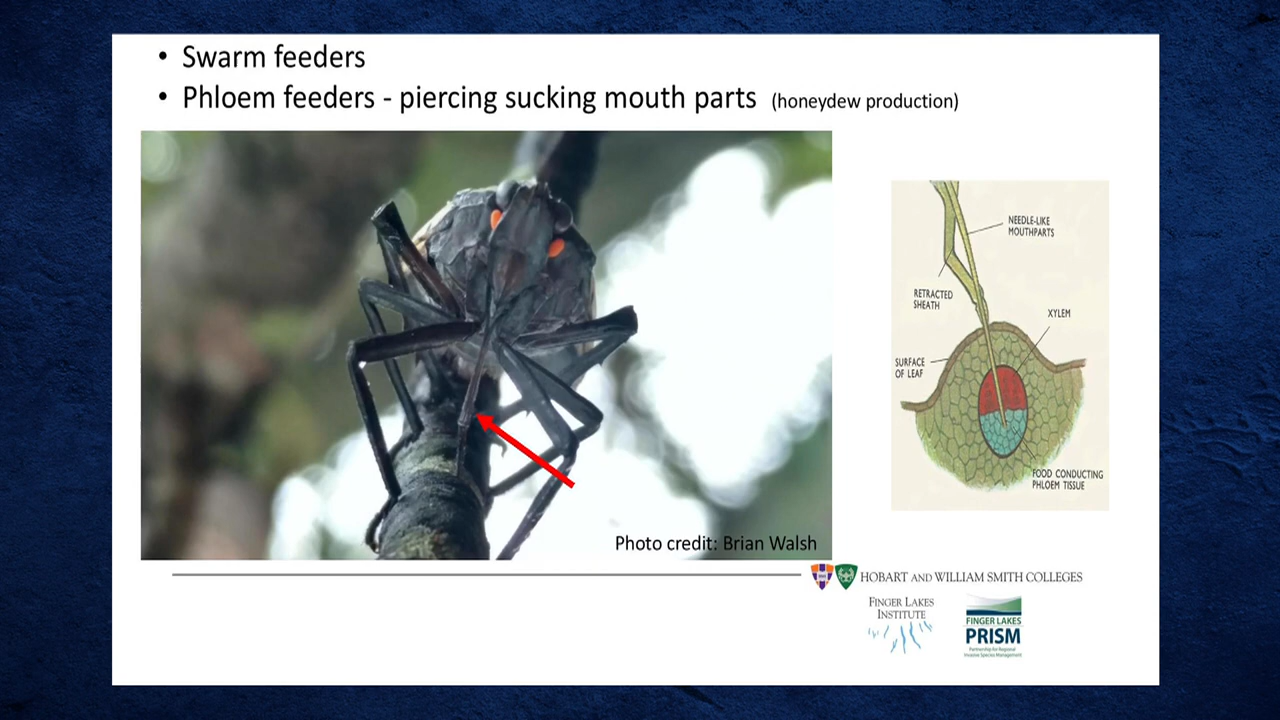 • Swarm feeders
• Phloem feeders - piercing sucking mouth parts (honeydew production)
NEEDLE-LIKE
MOUTHPARTS
RETRACTED
SHEATH
XYLEM
SURFACE
OF LEAF
FOOD CONDUCTING
PHLOEM TISSUE
Photo credit: Brian Walsh
HOBART AND WILLIAM SMITH COLLEGES
FINGER LAKES
INSTITUTE
FINGER LAKES
PRISM
Partnership for Regional
Invasive Species Management